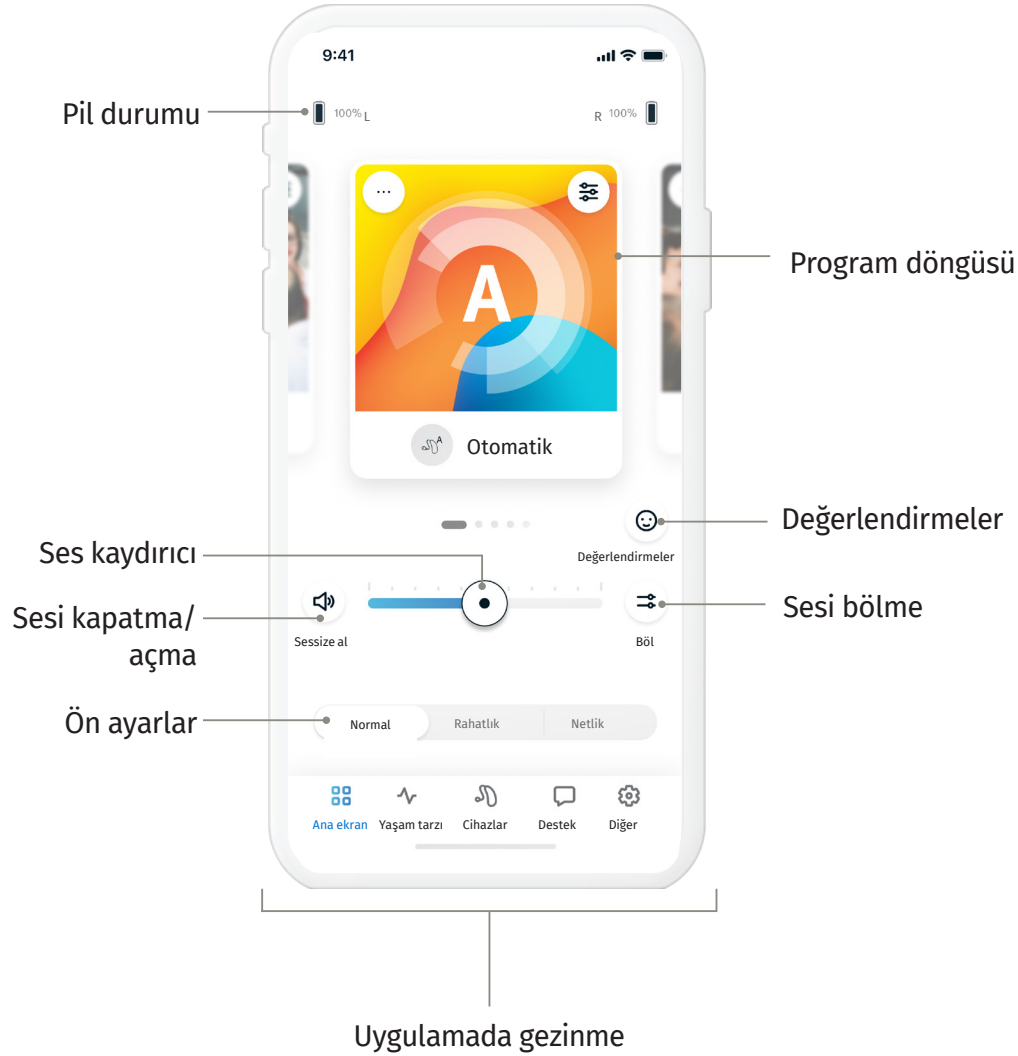 9:41
Pil durumu
100% L
R 100%
A
Program döngüsü
A
Otomatik
Değerlendirmeler
Değerlendirmeler
Ses kaydırıcı
Sesi kapatma/
açma
Sessize al
Böl
Sesi bölme
Ön ayarlar
Normal
Rahatlık
Netlik
Ana ekran
Yaşam tarzı
Cihazlar
Destek
Diğer
Uygulamada gezinme